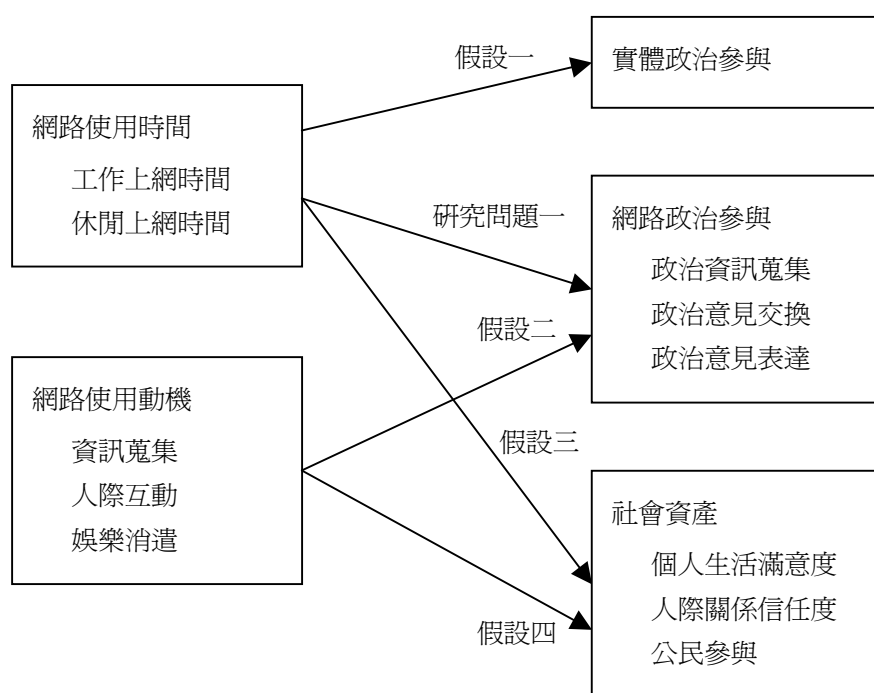 假設一
實體政治參與
網路使用時間
工作上網時間
休閒上網時間
研究問題一
網路政治參與
政治資訊蒐集
政治意見交換
政治意見表達
假設二
網路使用動機
資訊蒐集
人際互動
娛樂消遣
假設三
社會資產
個人生活滿意度
人際關係信任度
公民參與
假設四